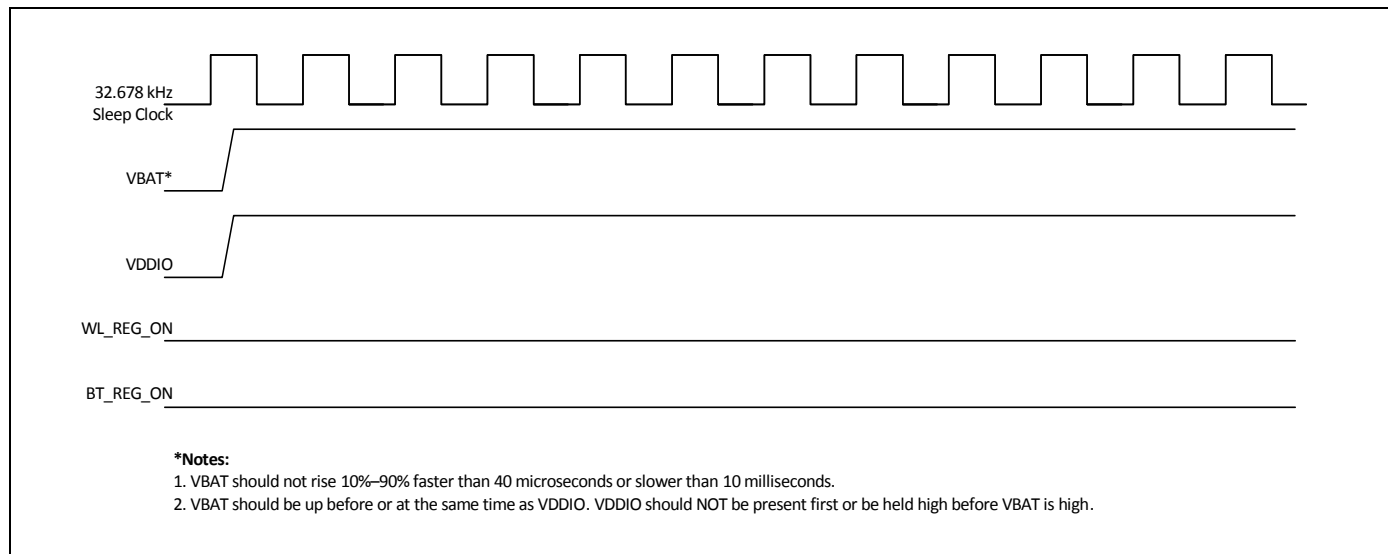 32.678 kHz
Sleep Clock
VBAT*
VDDIO
WL_REG_ON
BT_REG_ON
*Notes:
1. VBAT should not rise 10%–90% faster than 40 microseconds or slower than 10 milliseconds.
2. VBAT should be up before or at the same time as VDDIO. VDDIO should NOT be present first or be held high before VBAT is high.